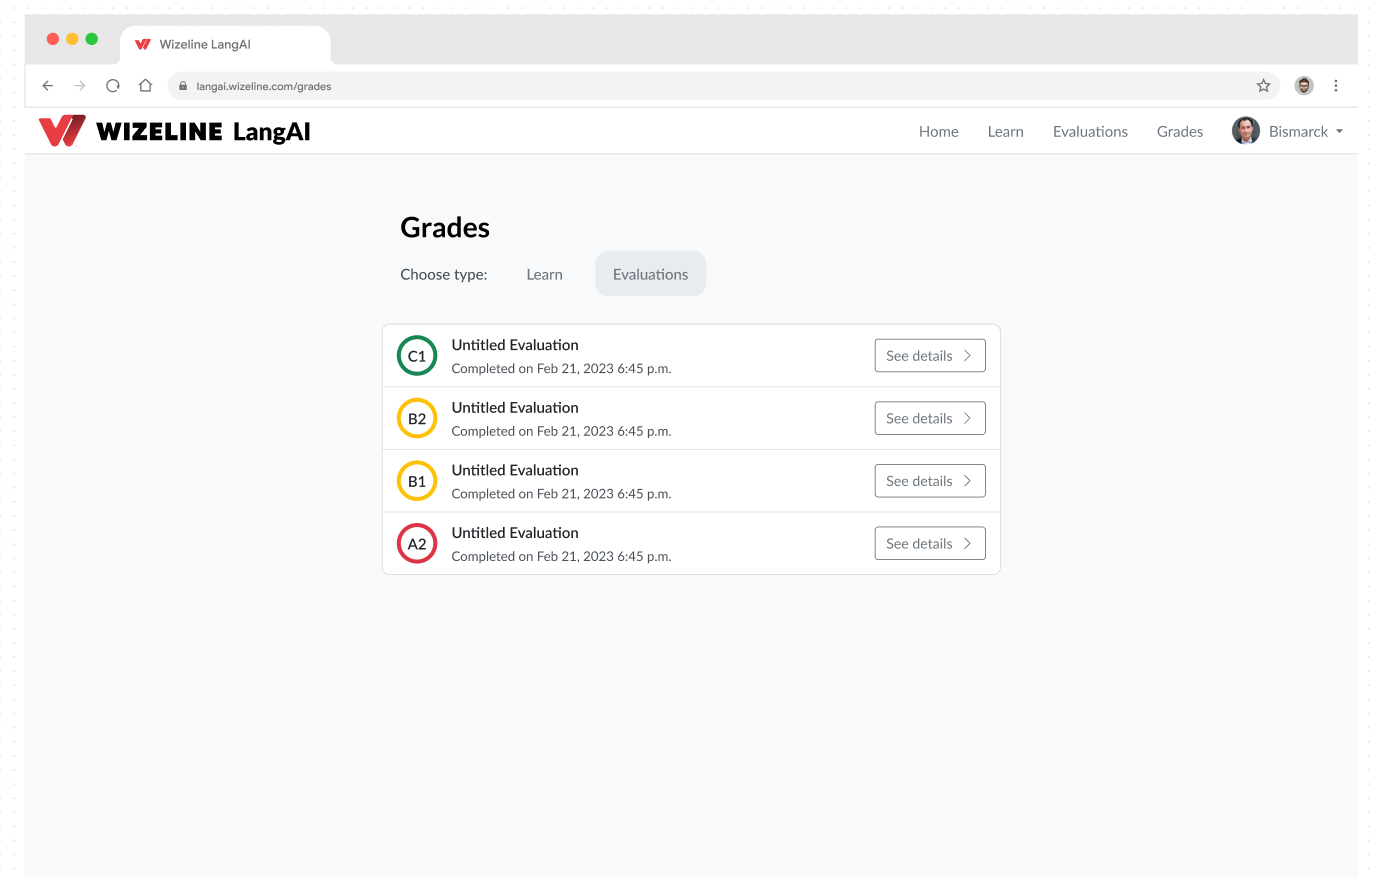 Wizeline LangAI
langai.wizeline.com/grades
WIZELINE LangAI
Home Learn Evaluations Grades Bismarck
Grades
Choose type: Learn Evaluations
C1
Untitled Evaluation
Completed on Feb 21, 2023 6:45 p.m.
See details
B2
Untitled Evaluation
Completed on Feb 21, 2023 6:45 p.m.
See details
B1
Untitled Evaluation
Completed on Feb 21, 2023 6:45 p.m.
See details
A2
Untitled Evaluation
Completed on Feb 21, 2023 6:45 p.m.
See details